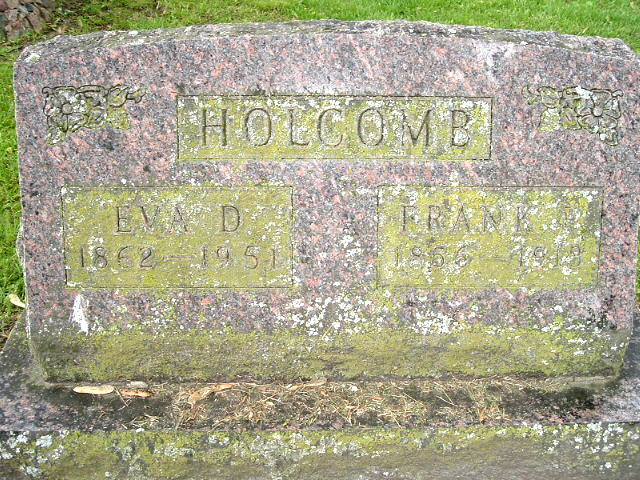 HOLCOMB
EVA D
1862 — 1951
FRANK